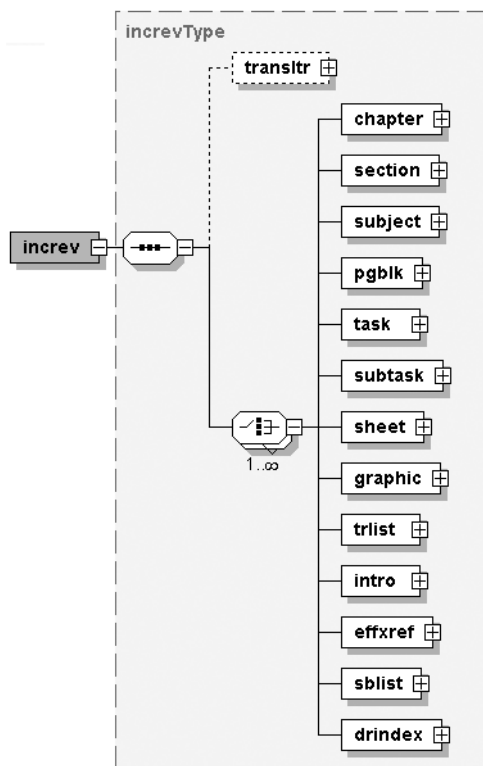 increvType
transltr
chapter
section
subject
increv
pgblk
task
subtask
sheet
1..∞
graphic
trlist
intro
effxref
sblist
drindex